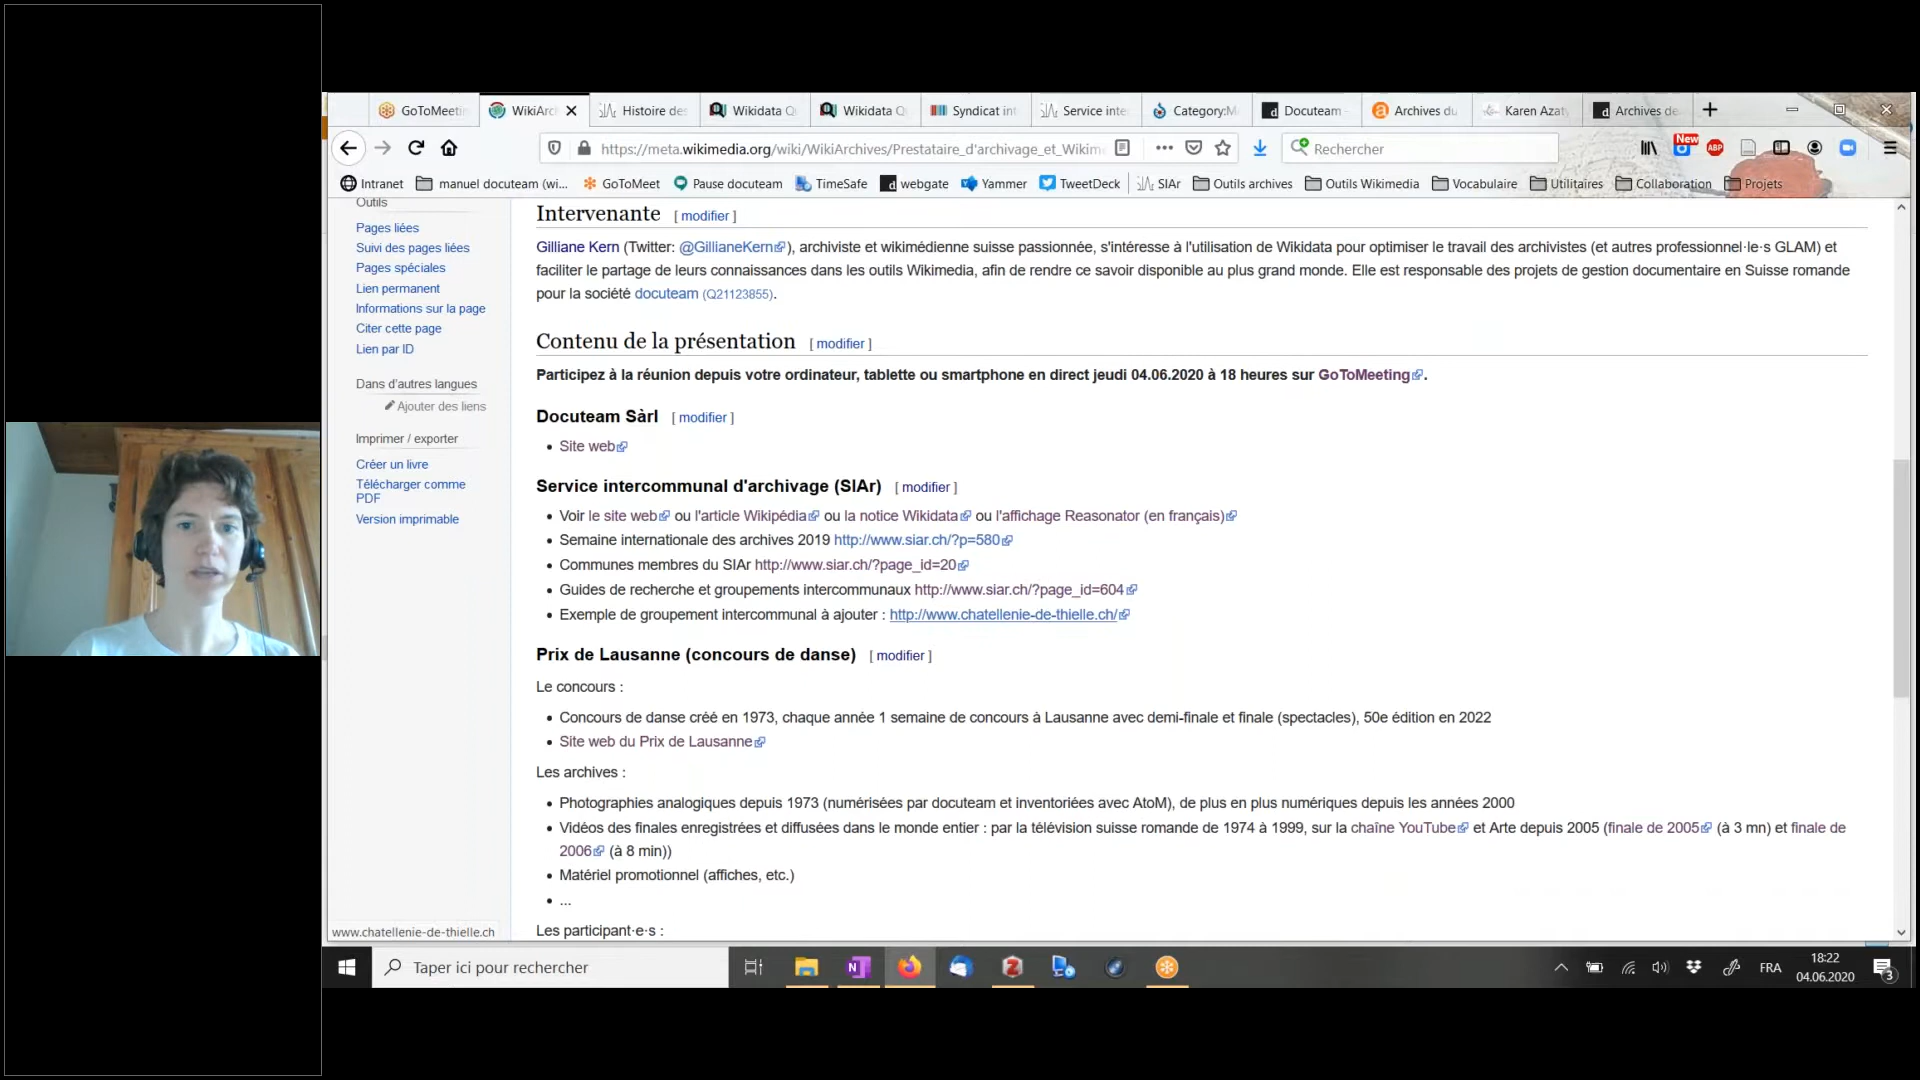 GoToMeeti
WikiArc
Histoire des
Wikidata Q
Wikidata Q
Syndicat int
Service inte
Category:M
Docuteam -
Archives du
Karen Azaty
Archives de
https://meta.wikimedia.org/wiki/WikiArchives/Prestataire_d'archivage_et_Wikim
Rechercher
New
ABP
Intranet
manuel docuteam (wi...
GoToMeet
Pause docuteam
TimeSafe
webgate
Yammer
TweetDeck
SIAr
Outils archives
Outils Wikimedia
Vocabulaire
Utilitaires
Collaboration
Projets
Outils
Pages liées
Suivi des pages liées
Pages spéciales
Lien permanent
Informations sur la page
Citer cette page
Lien par ID
Dans d'autres langues
Ajouter des liens
Imprimer / exporter
Créer un livre
Télécharger comme
PDF
Version imprimable
Intervenante [ modifier ]
Gilliane Kern (Twitter: @GillianeKern), archiviste et wikimédienne suisse passionnée, s'intéresse à l'utilisation de Wikidata pour optimiser le travail des archivistes (et autres professionnel·le·s GLAM) et
faciliter le partage de leurs connaissances dans les outils Wikimedia, afin de rendre ce savoir disponible au plus grand monde. Elle est responsable des projets de gestion documentaire en Suisse romande
pour la société docuteam (Q21123855).
Contenu de la présentation [ modifier ]
Participez à la réunion depuis votre ordinateur, tablette ou smartphone en direct jeudi 04.06.2020 à 18 heures sur GoToMeeting.
Docuteam Sàrl [ modifier ]
• Site web
Service intercommunal d'archivage (SIAr) [ modifier ]
• Voir le site web ou l'article Wikipédia ou la notice Wikidata ou l'affichage Reasonator (en français)
• Semaine internationale des archives 2019 http://www.siar.ch/?p=580
• Communes membres du SIAr http://www.siar.ch/?page_id=20
• Guides de recherche et groupements intercommunaux http://www.siar.ch/?page_id=604
• Exemple de groupement intercommunal à ajouter : http://www.chatellenie-de-thielle.ch/
Prix de Lausanne (concours de danse) [ modifier ]
Le concours :
• Concours de danse créé en 1973, chaque année 1 semaine de concours à Lausanne avec demi-finale et finale (spectacles), 50e édition en 2022
• Site web du Prix de Lausanne
Les archives :
• Photographies analogiques depuis 1973 (numérisées par docuteam et inventoriées avec AtoM), de plus en plus numériques depuis les années 2000
• Vidéos des finales enregistrées et diffusées dans le monde entier : par la télévision suisse romande de 1974 à 1999, sur la chaîne YouTube et Arte depuis 2005 (finale de 2005 (à 3 mn) et finale de
2006 (à 8 min))
• Matériel promotionnel (affiches, etc.)
• ...
Les participant·e·s :
www.chatellenie-de-thielle.ch
Taper ici pour rechercher
FRA
18:22
04.06.2020
3